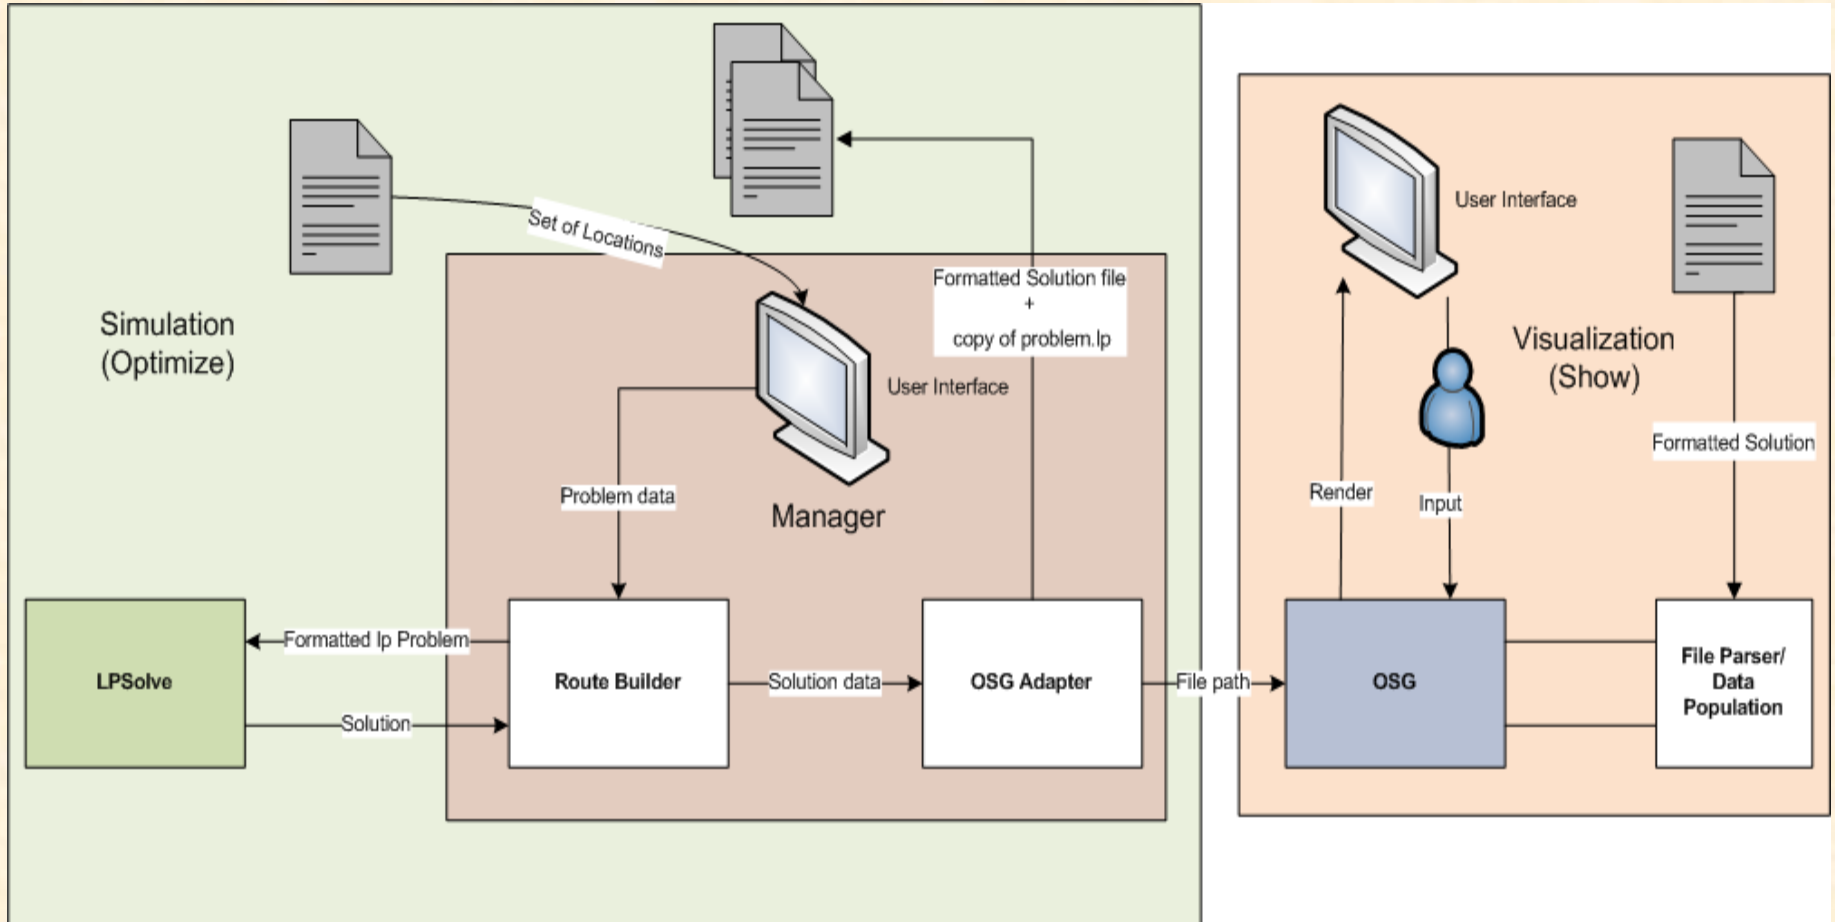 Set of Locations
Simulation
(Optimize)
Formatted Solution file
+
copy of problem.lp
User Interface
Problem data
Manager
LPSolve
Formatted lp Problem
Solution
Route Builder
Solution data
OSG Adapter
File path
User Interface
Visualization
(Show)
Formatted Solution
Render
Input
OSG
File Parser/
Data
Population